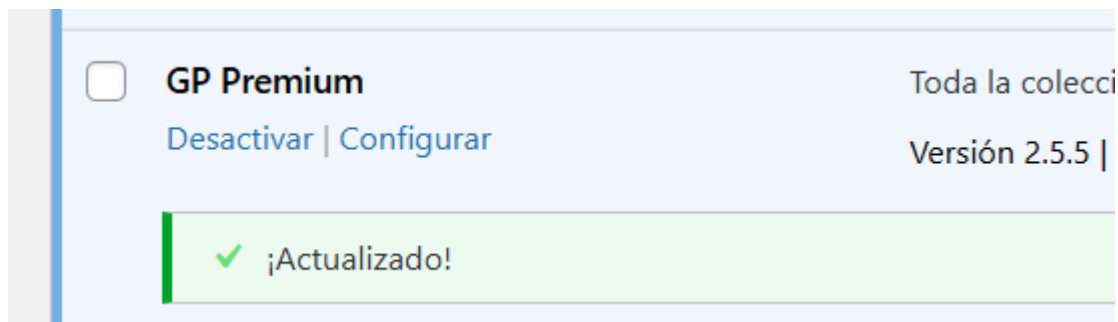 GP Premium
Desactivar | Configurar
Toda la colecci
Versión 2.5.5 |
¡Actualizado!